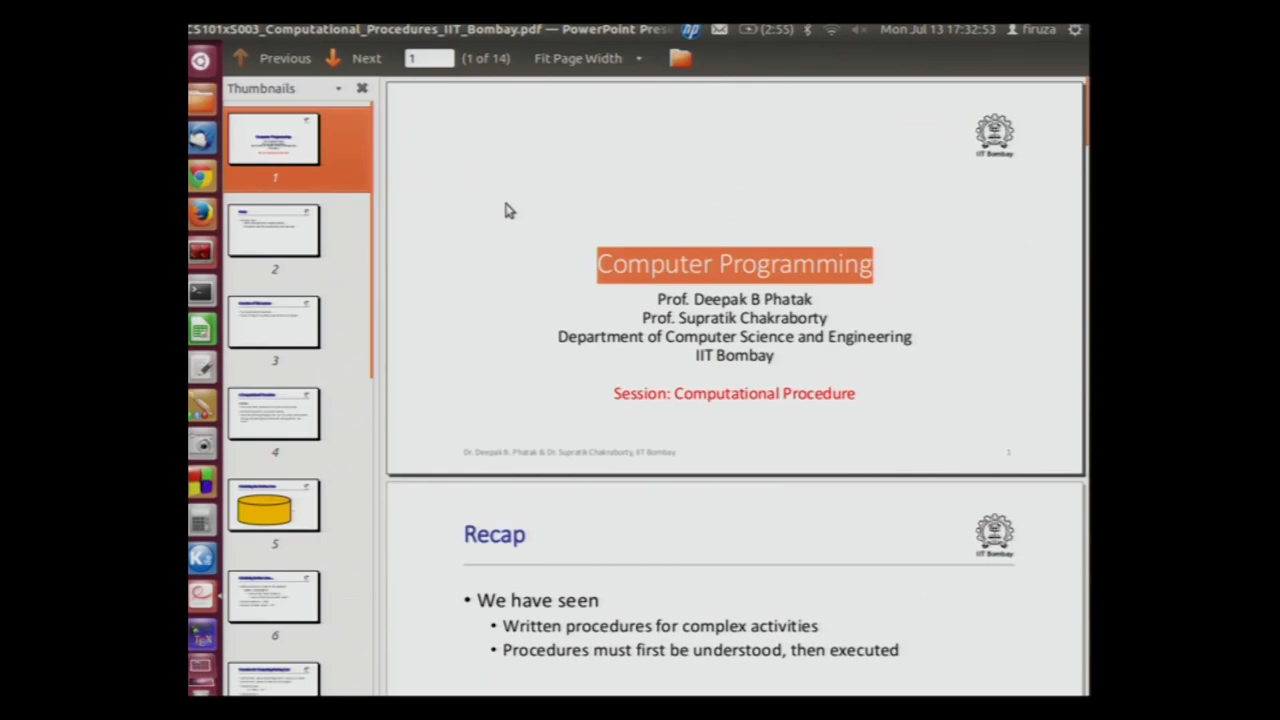 CS101xS003_Computational_Procedures_IIT_Bombay.pdf — PowerPoint Pres
(2:55)
Mon Jul 13 17:32:53
firuza
Previous
Next
1
(1 of 14)
Fit Page Width
Thumbnails
1
2
3
4
5
6
IIT Bombay
Computer Programming
Prof. Deepak B Phatak
Prof. Supratik Chakraborty
Department of Computer Science and Engineering
IIT Bombay
Session: Computational Procedure
Dr. Deepak B. Phatak & Dr. Supratik Chakraborty, IIT Bombay
1
Recap
IIT Bombay
• We have seen
• Written procedures for complex activities
• Procedures must first be understood, then executed